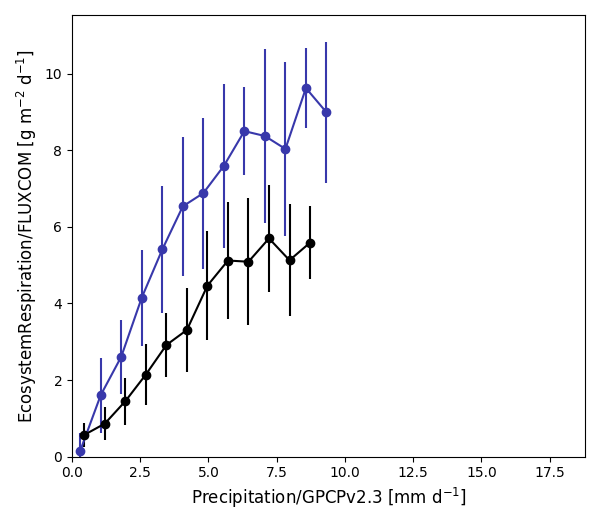 EcosystemRespiration/FLUXCOM [g m⁻² d⁻¹]
10
8
6
4
2
0
0.0 2.5 5.0 7.5 10.0 12.5 15.0 17.5
Precipitation/GPCPv2.3 [mm d⁻¹]